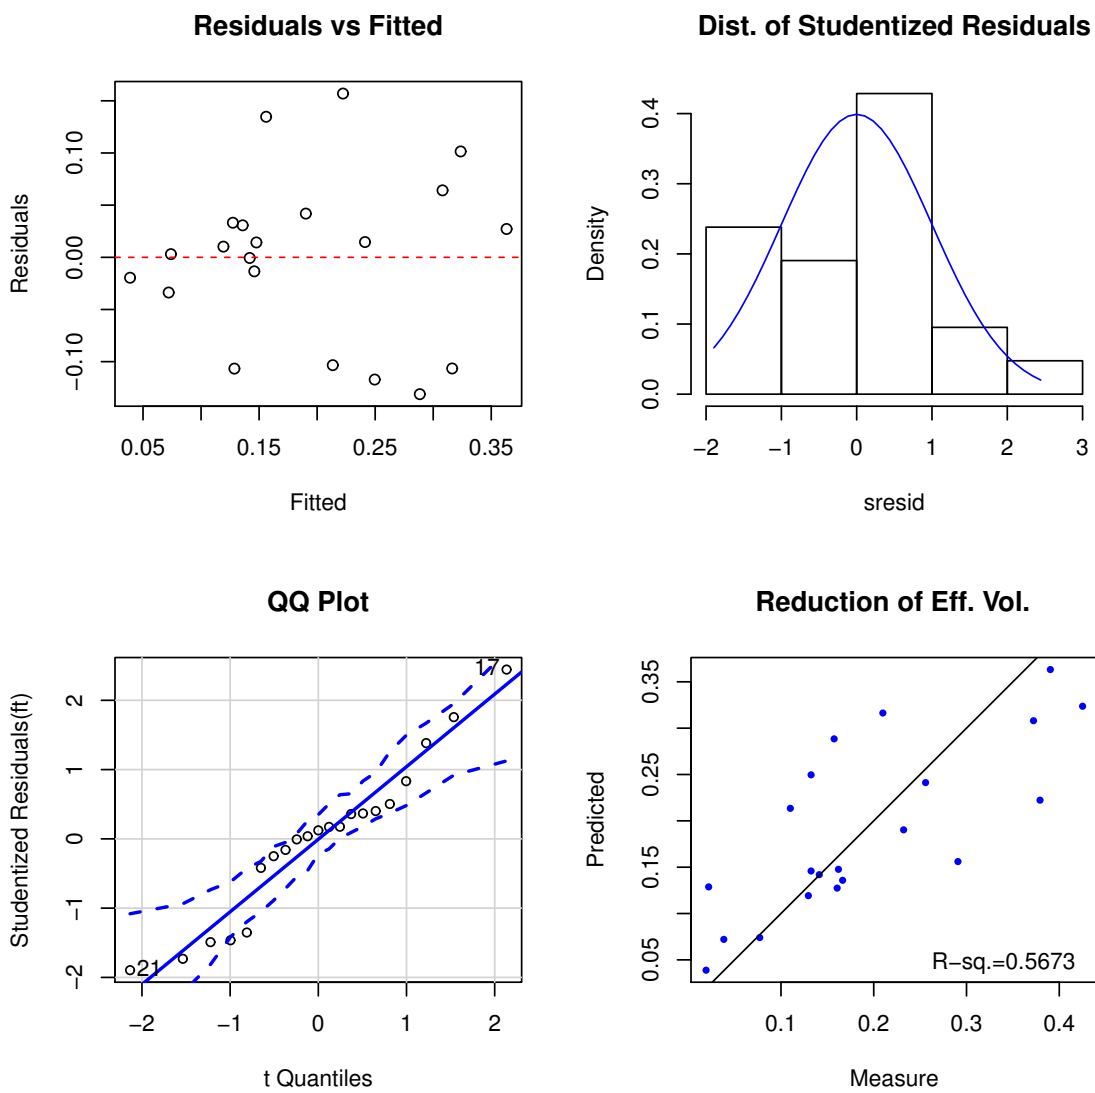 Residuals vs Fitted
Residuals
−0.10 0.00 0.10
0.05 0.15 0.25 0.35
Fitted
Dist. of Studentized Residuals
Density
0.0 0.1 0.2 0.3 0.4
−2 −1 0 1 2 3
sresid
QQ Plot
Studentized Residuals(ft)
−2 −1 0 1 2
17
21
−2 −1 0 1 2
t Quantiles
Reduction of Eff. Vol.
Predicted
0.05 0.15 0.25 0.35
R−sq.=0.5673
0.1 0.2 0.3 0.4
Measure